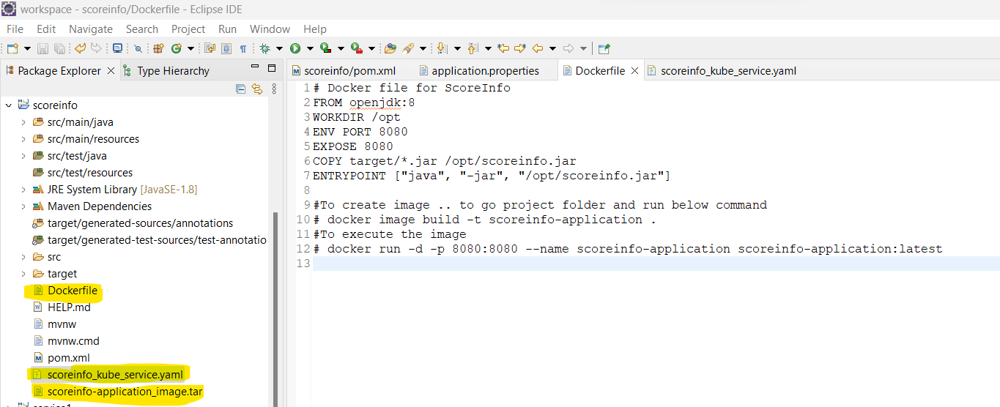 workspace - scoreinfo/Dockerfile - Eclipse IDE
File Edit Navigate Search Project Run Window Help
Package Explorer Type Hierarchy
scoreinfo
src/main/java
src/main/resources
src/test/java
src/test/resources
JRE System Library [JavaSE-1.8]
Maven Dependencies
target/generated-sources/annotations
target/generated-test-sources/test-annotatio
src
target
Dockerfile
HELP.md
mvnw
mvnw.cmd
pom.xml
scoreinfo_kube_service.yaml
scoreinfo-application_image.tar
scoreinfo/pom.xml application.properties Dockerfile scoreinfo_kube_service.yaml
1 # Docker file for ScoreInfo
2 FROM openjdk:8
3 WORKDIR /opt
4 ENV PORT 8080
5 EXPOSE 8080
6 COPY target/*.jar /opt/scoreinfo.jar
7 ENTRYPOINT ["java", "-jar", "/opt/scoreinfo.jar"]
8
9 #To create image .. to go project folder and run below command
10 # docker image build -t scoreinfo-application .
11 #To execute the image
12 # docker run -d -p 8080:8080 --name scoreinfo-application scoreinfo-application:latest
13